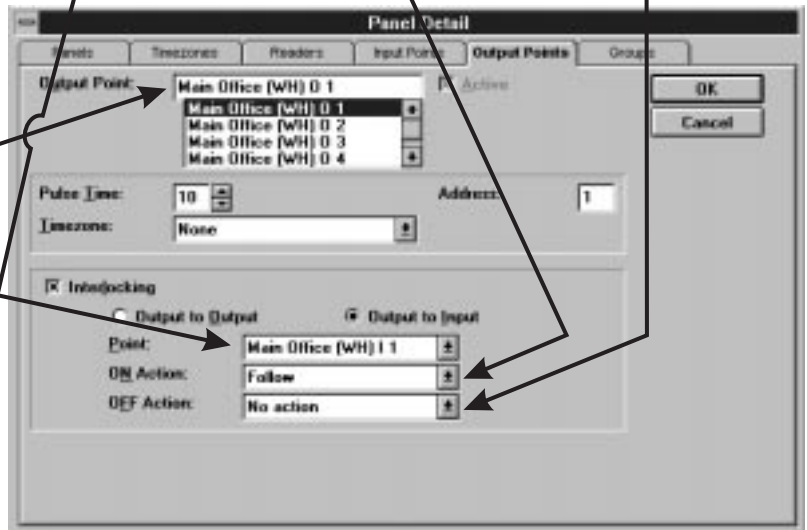 Panel Detail
Panels Timezones Readers Input Points Output Points Groups
Output Point: Main Office (WH) O 1 Active OK
Main Office (WH) O 1
Main Office (WH) O 2 Cancel
Main Office (WH) O 3
Main Office (WH) O 4
Pulse Time: 10 Address: 1
Timezone: None
Interlocking
Output to Output Output to Input
Point: Main Office (WH) I 1
ON Action: Follow
OFF Action: No action